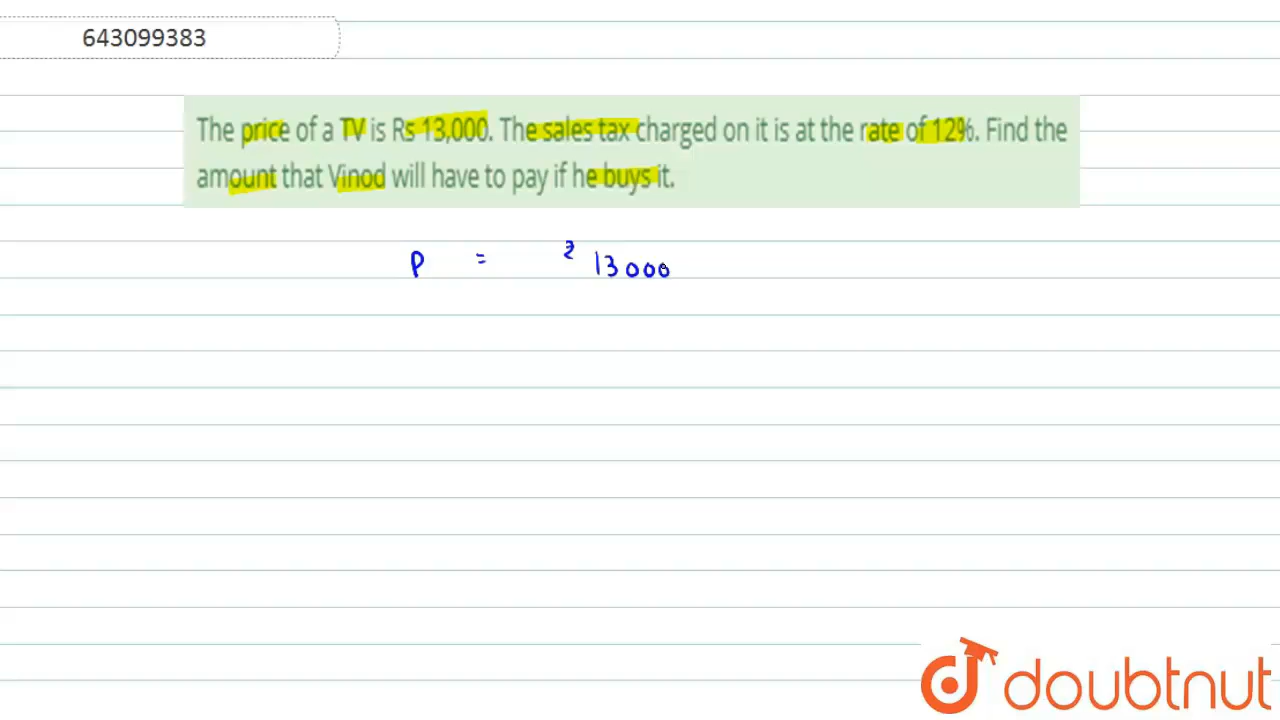 643099383
The price of a TV is Rs 13,000. The sales tax charged on it is at the rate of 12%. Find the
amount that Vinod will have to pay if he buys it.
P = ₹ 13000
doubtnut